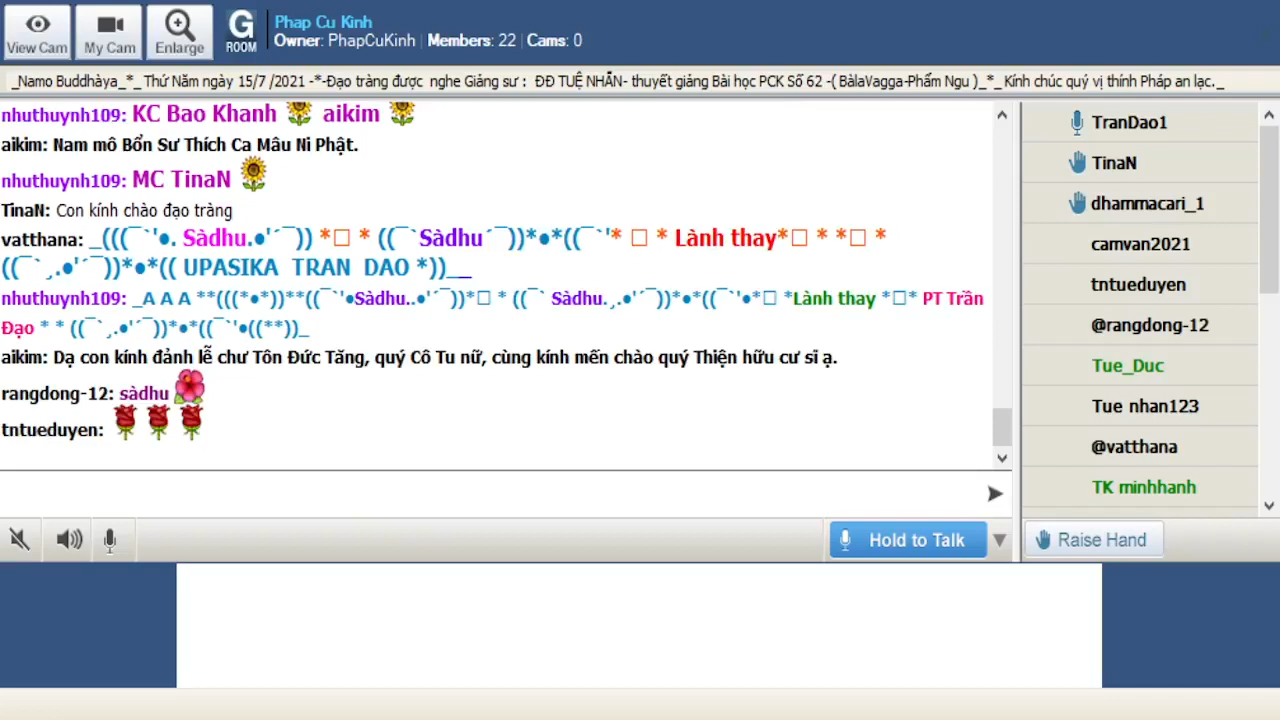 View Cam
My Cam
Enlarge
G
ROOM
Phap Cu Kinh
Owner: PhapCuKinh | Members: 22 | Cams: 0
_Namo Buddhàya_*_ Thứ Năm ngày 15/7 /2021 -*-Đạo tràng được nghe Giảng sư : ĐĐ TUỆ NHẪN- thuyết giảng Bài học PCK Số 62 -( BàlaVagga-Phẩm Ngu )_*_ Kính chúc quý vị thính Pháp an lạc._
nhuthuynh109: KC Bao Khanh 🌻 aikim 🌻
aikim: Nam mô Bổn Sư Thích Ca Mâu Ni Phật.
nhuthuynh109: MC TinaN 🌻
TinaN: Con kính chào đạo tràng
vatthana: _(((¯`'●. Sàdhu.●'´¯)) *□ * ((¯`Sàdhu´¯))*●*((¯`'* □ * Lành thay*□ * *□ *
((¯`¸.●'´¯))*●*(( UPASIKA TRAN DAO *))__
nhuthuynh109: _A A A **(((*●*))**((¯`'●Sàdhu..●'´¯))*□ * ((¯` Sàdhu.¸.●'´¯))*●*((¯`'●*□ *Lành thay *□* PT Trần
Đạo * * ((¯`¸.●'´¯))*●*((¯`'●((**))_
aikim: Dạ con kính đảnh lễ chư Tôn Đức Tăng, quý Cô Tu nữ, cùng kính mến chào quý Thiện hữu cư sĩ ạ.
rangdong-12: sàdhu 🌺
tntueduyen: 🌹 🌹 🌹
TranDao1
TinaN
dhammacari_1
camvan2021
tntueduyen
@rangdong-12
Tue_Duc
Tue nhan123
@vatthana
TK minhhanh
Hold to Talk
Raise Hand